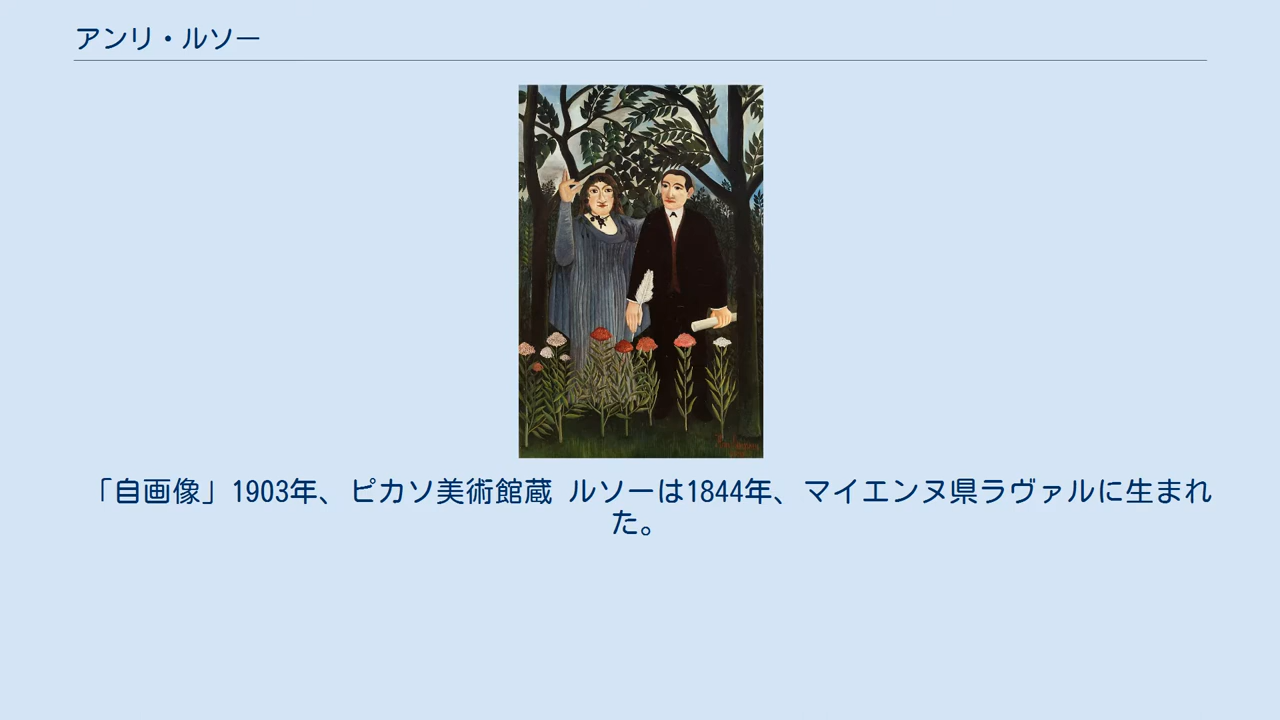 アンリ・ルソー
「自画像」1903年、ピカソ美術館蔵 ルソーは1844年、マイエンヌ県ラヴァルに生まれ
た。